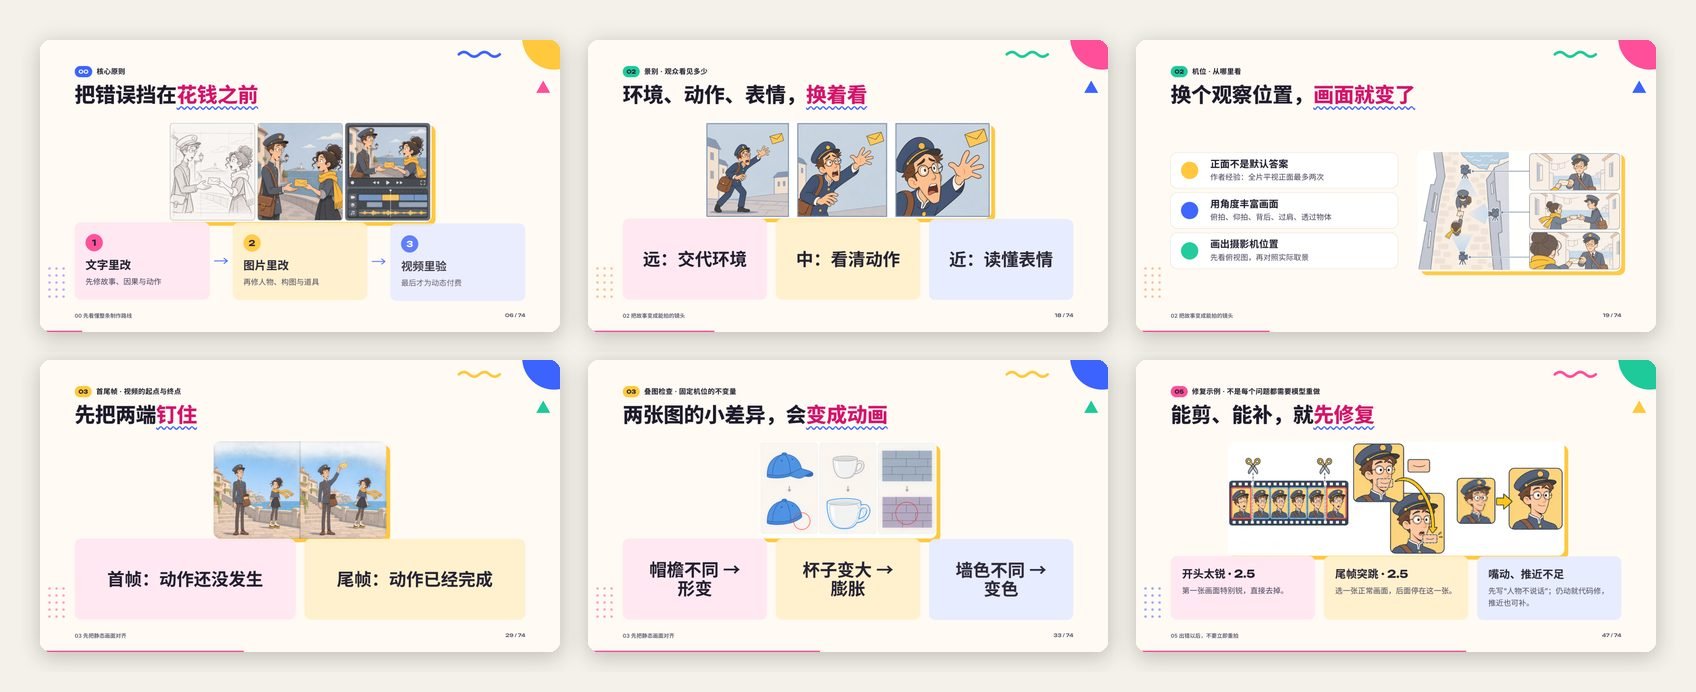 00 核心原则
把错误挡在花钱之前
1
文字里改
先修故事、因果与动作
→
2
图片里改
再修人物、构图与道具
→
3
视频里验
最后才为动态付费
00 先看懂整条制作路线
06 / 74
02 景别 · 观众看见多少
环境、动作、表情，换着看
远：交代环境
中：看清动作
近：读懂表情
02 把故事变成能拍的镜头
18 / 74
02 机位 · 从哪里看
换个观察位置，画面就变了
正面不是默认答案
作者经验：全片平视正面最多两次
用角度丰富画面
俯拍、仰拍、背后、过肩、透过物体
画出摄影机位置
先看俯视图，再对照实际取景
02 把故事变成能拍的镜头
19 / 74
03 首尾帧 · 视频的起点与终点
先把两端钉住
首帧：动作还没发生
尾帧：动作已经完成
03 先把静态画面对齐
29 / 74
03 叠图检查 · 固定机位的不变量
两张图的小差异，会变成动画
帽檐不同 →
形变
杯子变大 →
膨胀
墙色不同 →
变色
03 先把静态画面对齐
33 / 74
05 修复示例 · 不是每个问题都需要模型重做
能剪、能补，就先修复
开头太锐 · 2.5
第一张画面特别锐，直接去掉。
尾帧突跳 · 2.5
选一张正常画面，后面停在这一张。
嘴动、推近不足
先写“人物不说话”；仍动就代码修，
推近也可补。
05 出错以后，不要立即重抽
47 / 74